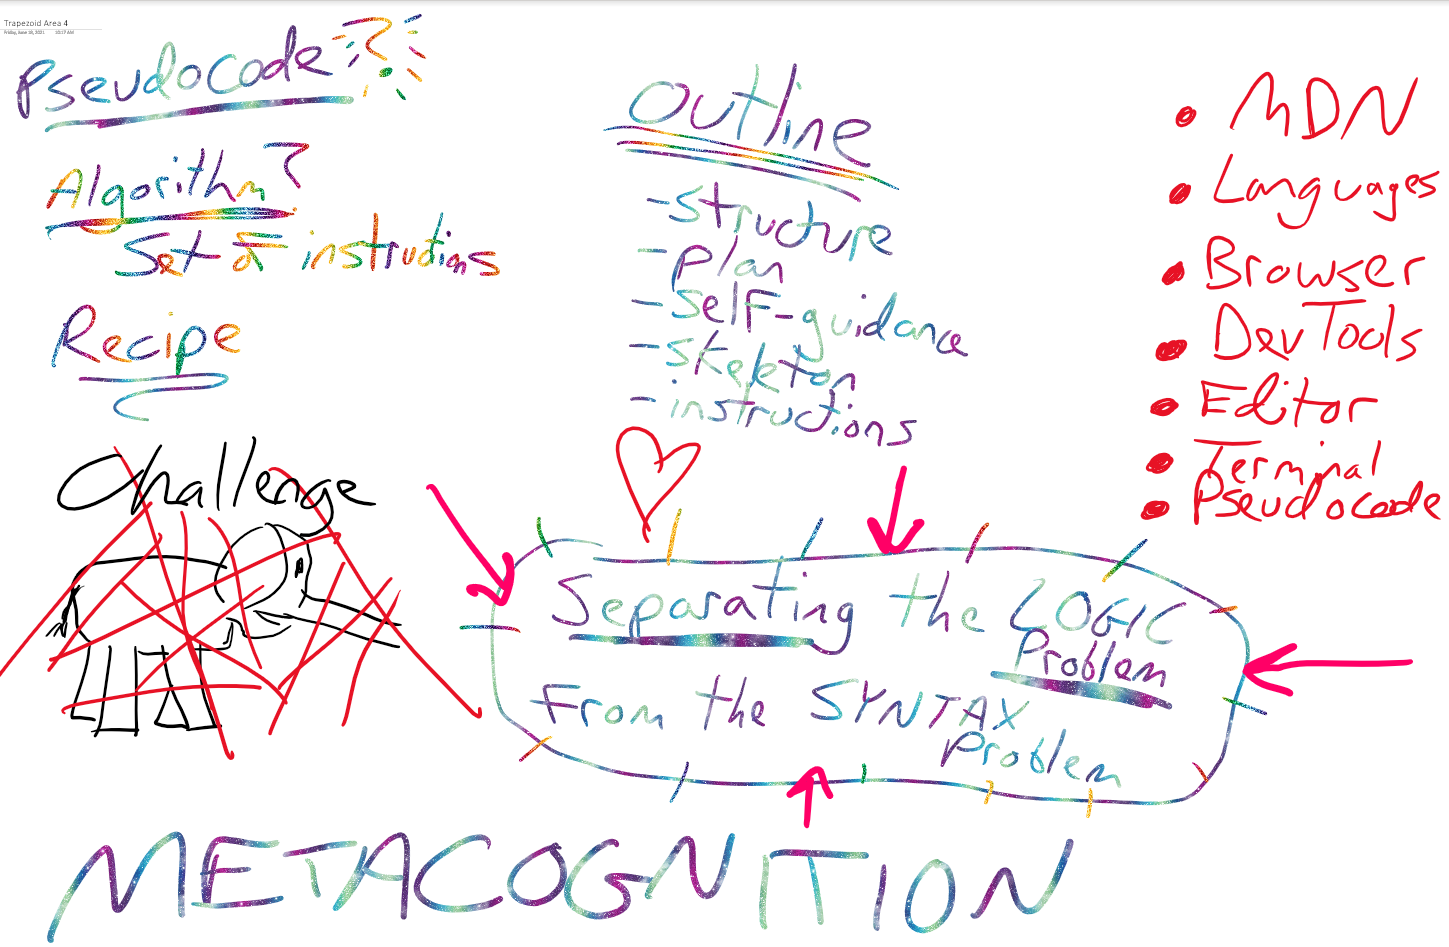 Trapezoid Area 4
Friday, June 18, 2021 10:17 AM
Pseudocode?
Algorithm?
Set of instructions
Recipe
Challenge
Outline
-Structure
-Plan
-Self-guidance
-Skeleton
-instructions
• MDN
• Languages
• Browser
• DevTools
• Editor
• Terminal
• Pseudocode
Separating the LOGIC
Problem
From the SYNTAX
Problem
METACOGNITION